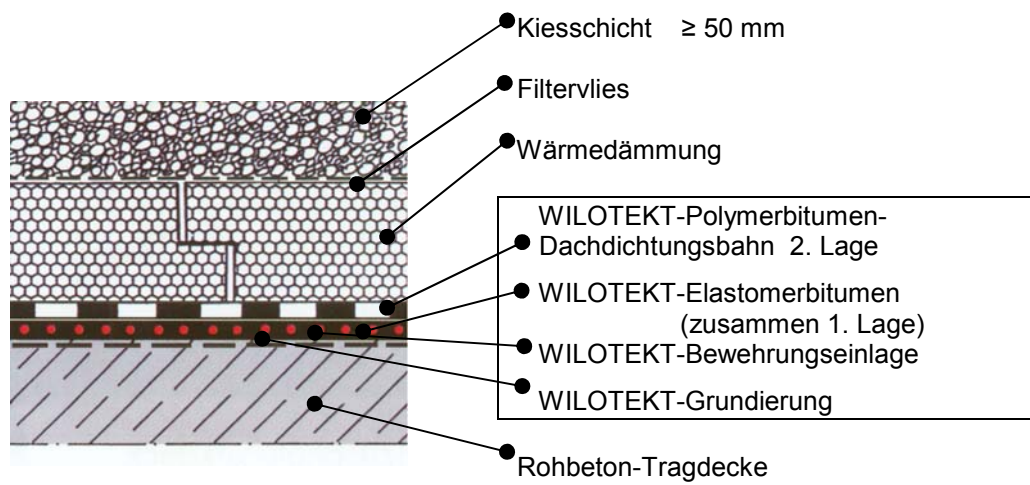 Kiesschicht ≥ 50 mm
Filtervlies
Wärmedämmung
WILOTEKT-Polymerbitumen-
Dachdichtungsbahn 2. Lage
WILOTEKT-Elastomerbitumen
(zusammen 1. Lage)
WILOTEKT-Bewehrungseinlage
WILOTEKT-Grundierung
Rohbeton-Tragdecke